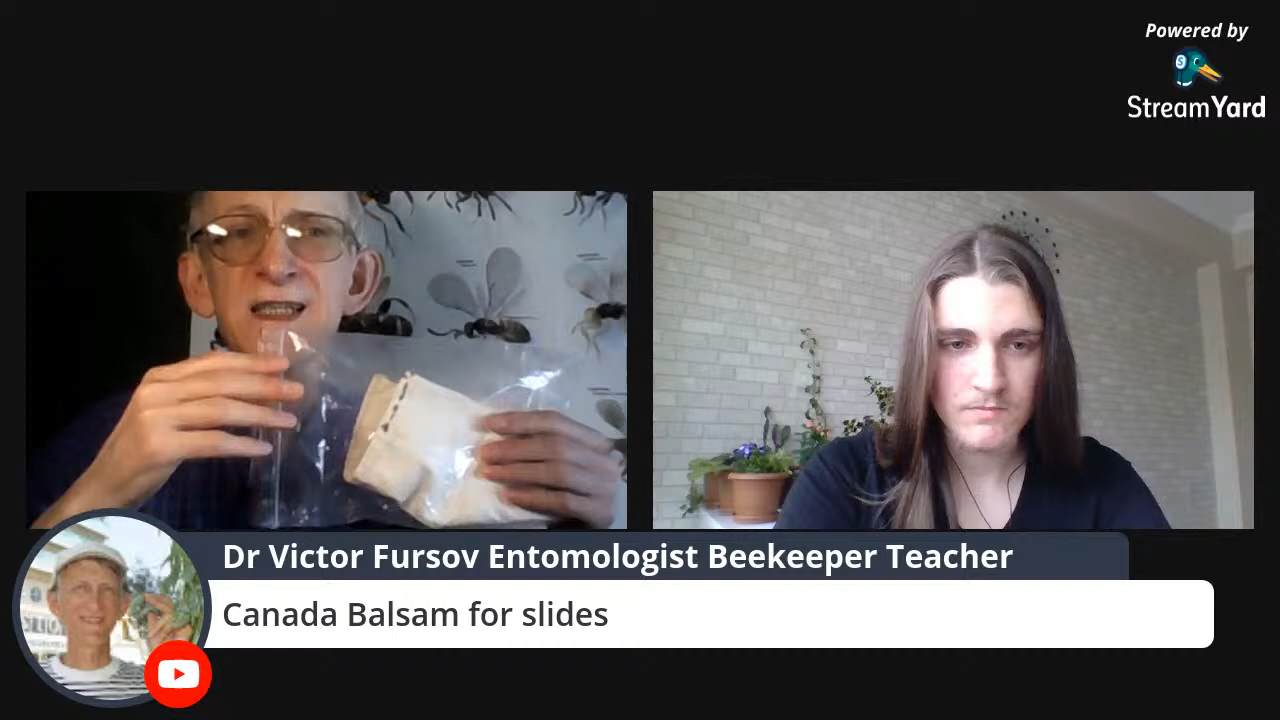 Powered by
StreamYard
Dr Victor Fursov Entomologist Beekeeper Teacher
Canada Balsam for slides